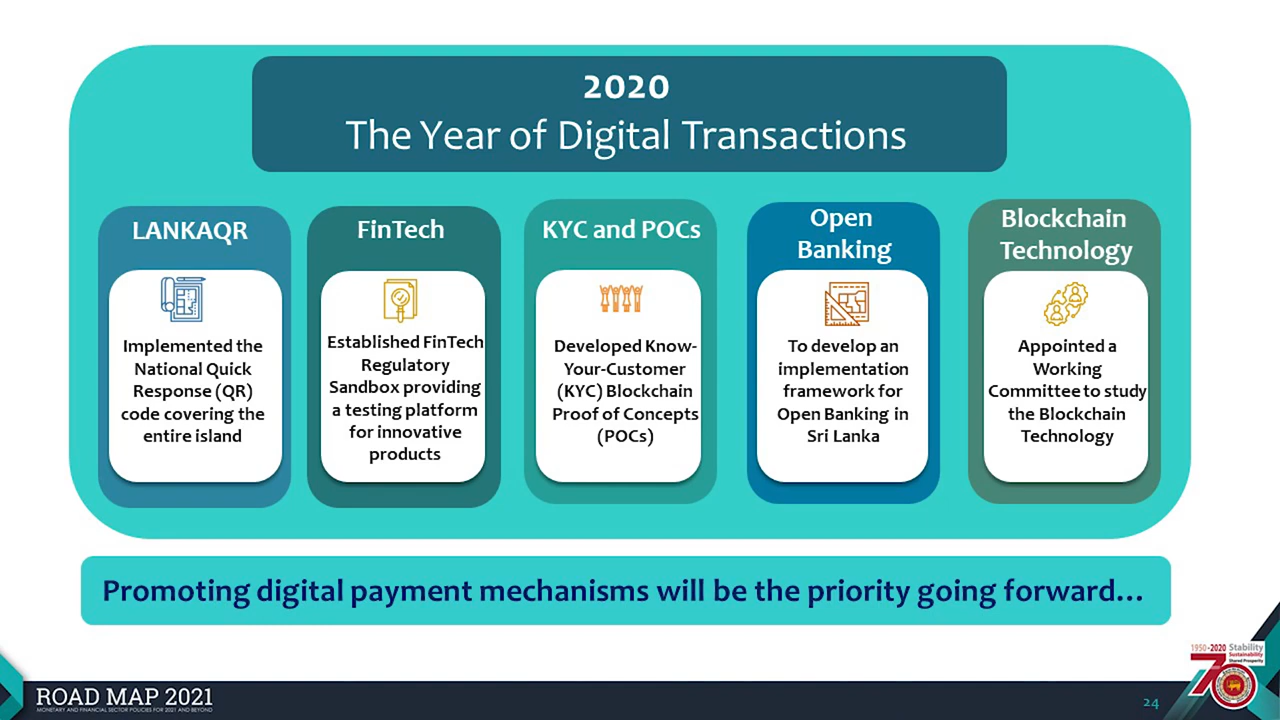 2020
The Year of Digital Transactions
LANKAQR
Implemented the
National Quick
Response (QR)
code covering the
entire island
FinTech
Established FinTech
Regulatory
Sandbox providing
a testing platform
for innovative
products
KYC and POCs
Developed Know-
Your-Customer
(KYC) Blockchain
Proof of Concepts
(POCs)
Open
Banking
To develop an
implementation
framework for
Open Banking in
Sri Lanka
Blockchain
Technology
Appointed a
Working
Committee to study
the Blockchain
Technology
Promoting digital payment mechanisms will be the priority going forward...
1950-2020 Stability
Sustainability
Shared Prosperity
70
ROAD MAP 2021
MONETARY AND FINANCIAL SECTOR POLICIES FOR 2021 AND BEYOND
24